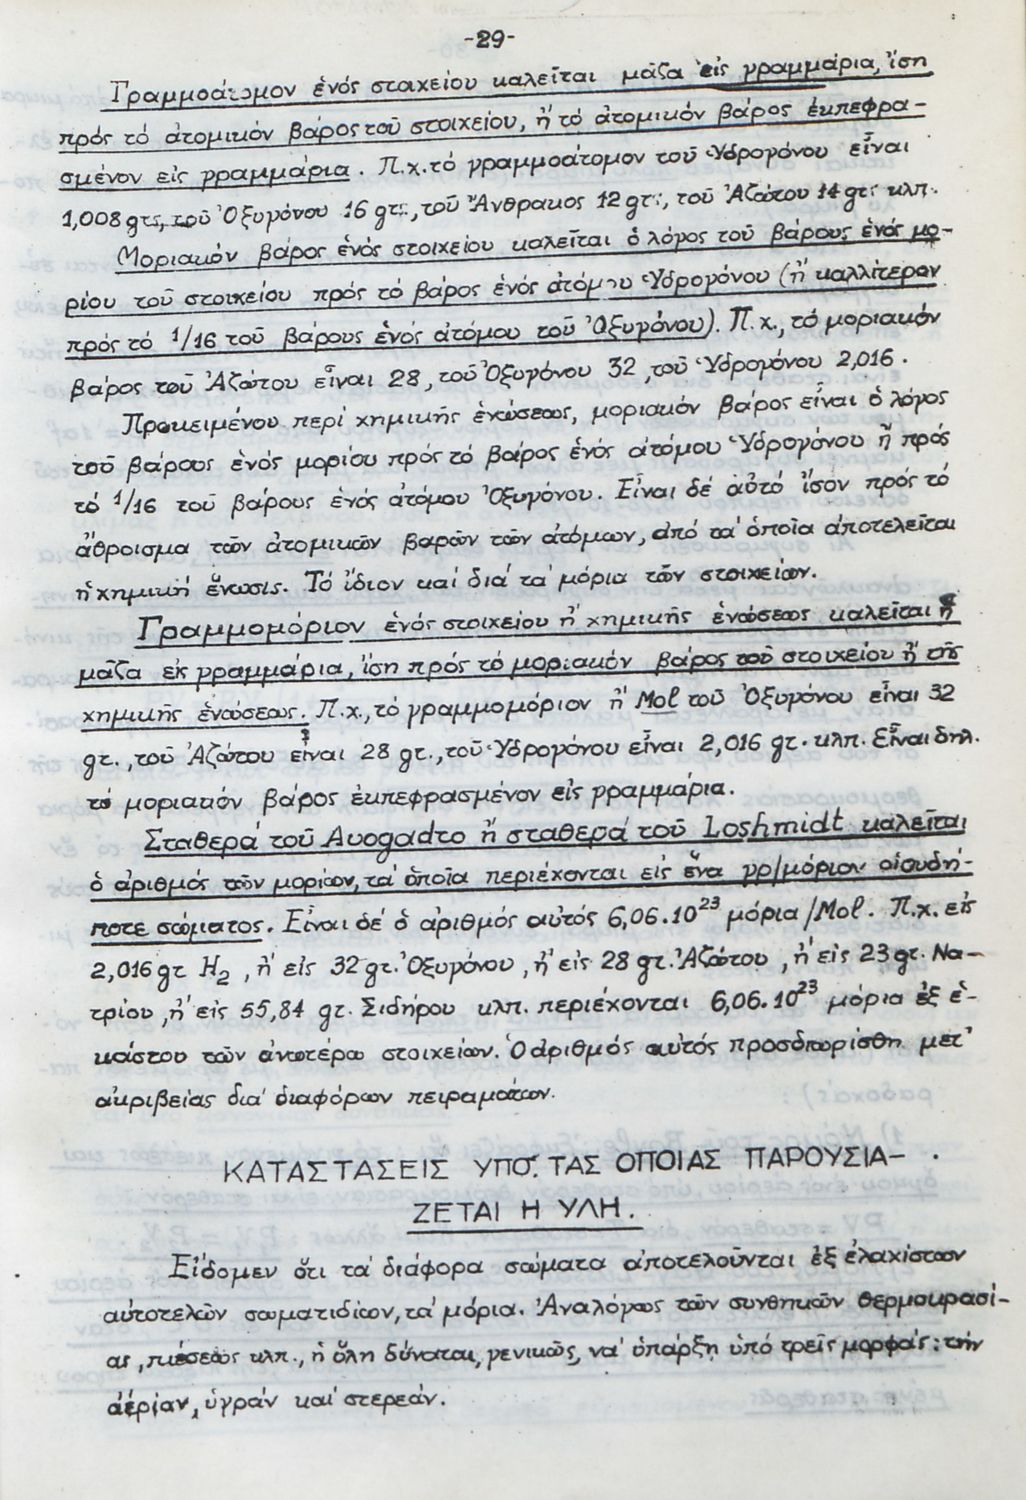 -29-
Γραμμοάτομον ἑνός στοιχείου καλεῖται μᾶζα εἰς γραμμάρια, ἴση
πρός τό ἀτομικόν βάρος τοῦ στοιχείου, ἤ τό ἀτομικόν βάρος ἐκπεφρα-
σμένον εἰς γραμμάρια. Π.χ. τό γραμμοάτομον τοῦ Ὑδρογόνου εἶναι
1,008 gτ., τοῦ Ὀξυγόνου 16 gτ., τοῦ Ἄνθρακος 12 gτ., τοῦ Ἀζώτου 14 gτ. κλπ.
Μοριακόν βάρος ἑνός στοιχείου καλεῖται ὁ λόγος τοῦ βάρους ἑνός μο-
ρίου τοῦ στοιχείου πρός τό βάρος ἑνός ἀτόμου Ὑδρογόνου (ἤ καλλίτερον
πρός τό 1/16 τοῦ βάρους ἑνός ἀτόμου τοῦ Ὀξυγόνου). Π.χ., τό μοριακόν
βάρος τοῦ Ἀζώτου εἶναι 28, τοῦ Ὀξυγόνου 32, τοῦ Ὑδρογόνου 2,016.
Προκειμένου περί χημικῆς ἑνώσεως, μοριακόν βάρος εἶναι ὁ λόγος
τοῦ βάρους ἑνός μορίου πρός τό βάρος ἑνός ἀτόμου Ὑδρογόνου ἤ πρός
τό 1/16 τοῦ βάρους ἑνός ἀτόμου Ὀξυγόνου. Εἶναι δέ αὐτό ἴσον πρός τό
ἄθροισμα τῶν ἀτομικῶν βαρῶν τῶν ἀτόμων, ἀπό τά ὁποῖα ἀποτελεῖται
ἡ χημική ἕνωσις. Τό ἴδιον καί διά τά μόρια τῶν στοιχείων.
Γραμμομόριον ἑνός στοιχείου ἤ χημικῆς ἑνώσεως καλεῖται ἡ
μᾶζα εκ γραμμάρια, ἴση πρός τό μοριακόν βάρος τοῦ στοιχείου ἤ τῆς
χημικῆς ἑνώσεως. Π.χ., τό γραμμομόριον ἤ Mol τοῦ Ὀξυγόνου εἶναι 32
gτ., τοῦ Ἀζώτου εἶναι 28 gτ., τοῦ Ὑδρογόνου εἶναι 2,016 gτ. κλπ. Εἶναι δηλ.
τό μοριακόν βάρος ἐκπεφρασμένον εἰς γραμμάρια.
Σταθερά τοῦ Avogadro ἤ σταθερά τοῦ Loshmidt καλεῖται
ὁ ἀριθμός τῶν μορίων, τά ὁποῖα περιέχονται εἰς ἕνα γρ/μόριον οἱουδή-
ποτε σώματος. Εἶναι δέ ὁ ἀριθμός αὐτός 6,06.10²³ μόρια/Mol. Π.χ. εἰς
2,016 gτ H₂, ἤ εἰς 32 gτ. Ὀξυγόνου, ἤ εἰς 28 gτ. Ἀζώτου, ἤ εἰς 23 gτ. Να-
τρίου, ἤ εἰς 55,84 gτ. Σιδήρου κλπ. περιέχονται 6,06.10²³ μόρια ἐξ ἑ-
κάστου τῶν ἀνωτέρω στοιχείων. Ὁ ἀριθμός αὐτός προσδιωρίσθη μετ'
ἀκριβείας διά διαφόρων πειραμάτων.
ΚΑΤΑΣΤΑΣΕΙΣ ΥΠΟ ΤΑΣ ΟΠΟΙΑΣ ΠΑΡΟΥΣΙΑ-
ΖΕΤΑΙ Η ΥΛΗ.
Εἴδομεν ὅτι τά διάφορα σώματα ἀποτελοῦνται ἐξ ἐλαχίστων
αὐτοτελῶν σωματιδίων, τά μόρια. Ἀναλόγως τῶν συνθηκῶν θερμοκρασί-
ας, πιέσεως κλπ., ἡ ὕλη δύναται, γενικῶς, νά ὑπάρξη ὑπό τρεῖς μορφάς: τήν
ἀέριαν, ὑγράν καί στερεάν.